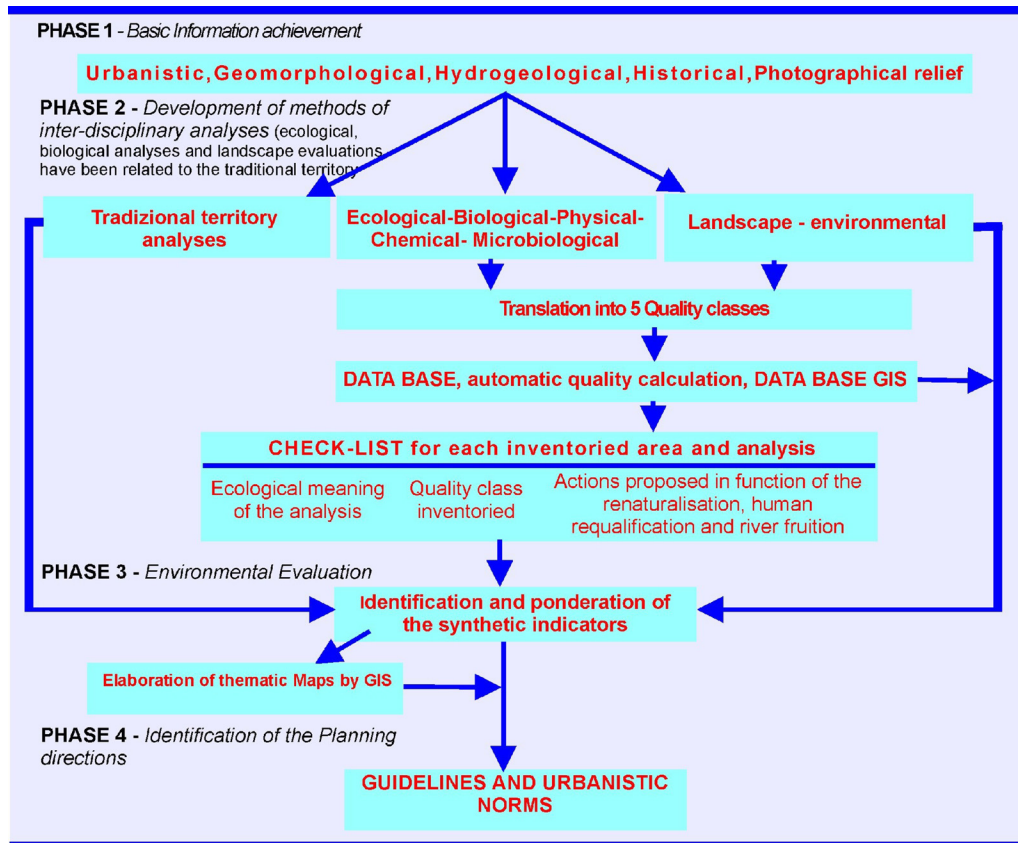 PHASE 1 - Basic Information achievement
Urbanistic, Geomorphological, Hydrogeological, Historical, Photographical relief
PHASE 2 - Development of methods of
inter-disciplinary analyses (ecological,
biological analyses and landscape evaluations
have been related to the traditional territory
Tradizional territory
analyses
Ecological-Biological-Physical-
Chemical- Microbiological
Landscape - environmental
Translation into 5 Quality classes
DATA BASE, automatic quality calculation, DATA BASE GIS
CHECK-LIST for each inventoried area and analysis
Ecological meaning
of the analysis
Quality class
inventoried
Actions proposed in function of the
renaturalisation, human
requalification and river fruition
PHASE 3 - Environmental Evaluation
Identification and ponderation of
the synthetic indicators
Elaboration of thematic Maps by GIS
PHASE 4 - Identification of the Planning
directions
GUIDELINES AND URBANISTIC
NORMS